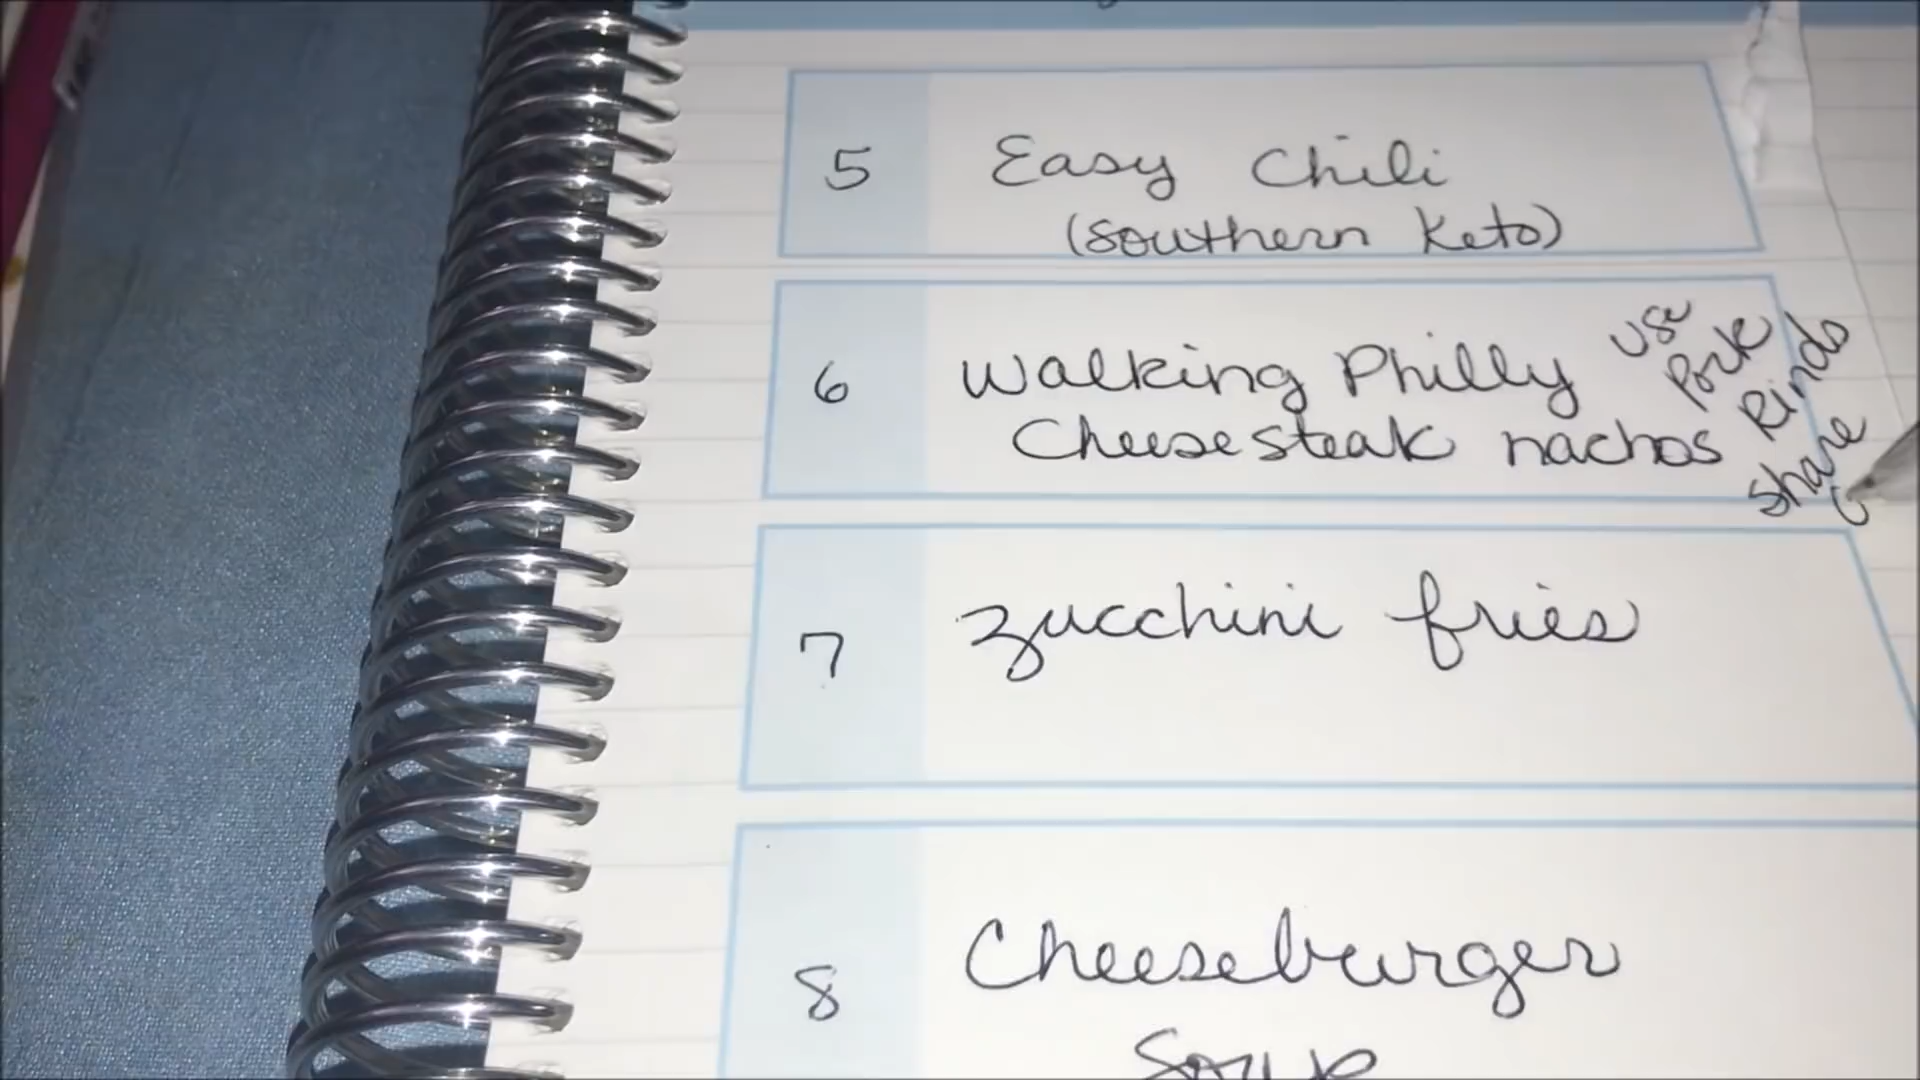 5 Easy Chili
(Southern Keto)
6 Walking Philly
Cheesesteak nachos
use
Pork
Rinds
Share
7 Zucchini fries
8 Cheeseburger
Soup